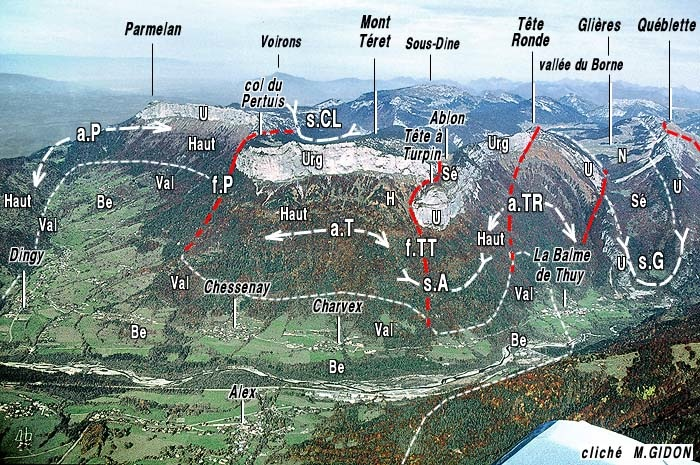 Parmelan
Voirons
Mont
Téret
Sous-Dine
Tête
Ronde
Glières
Québlette
vallée du Borne
col du
Pertuis
Ablon
Tête à
Turpin
U
s.CL
a.P
Haut
Urg
Urg
Sé
U
N
f.P
Val
Be
Haut
Val
Haut
H
U
a.TR
Sé
U
a.T
f.TT
Haut
Dingy
Val
Chessenay
s.A
La Balme
de Thuy
U
s.G
Charvex
Val
Val
Be
Be
Be
Alex
cliché M.GIDON